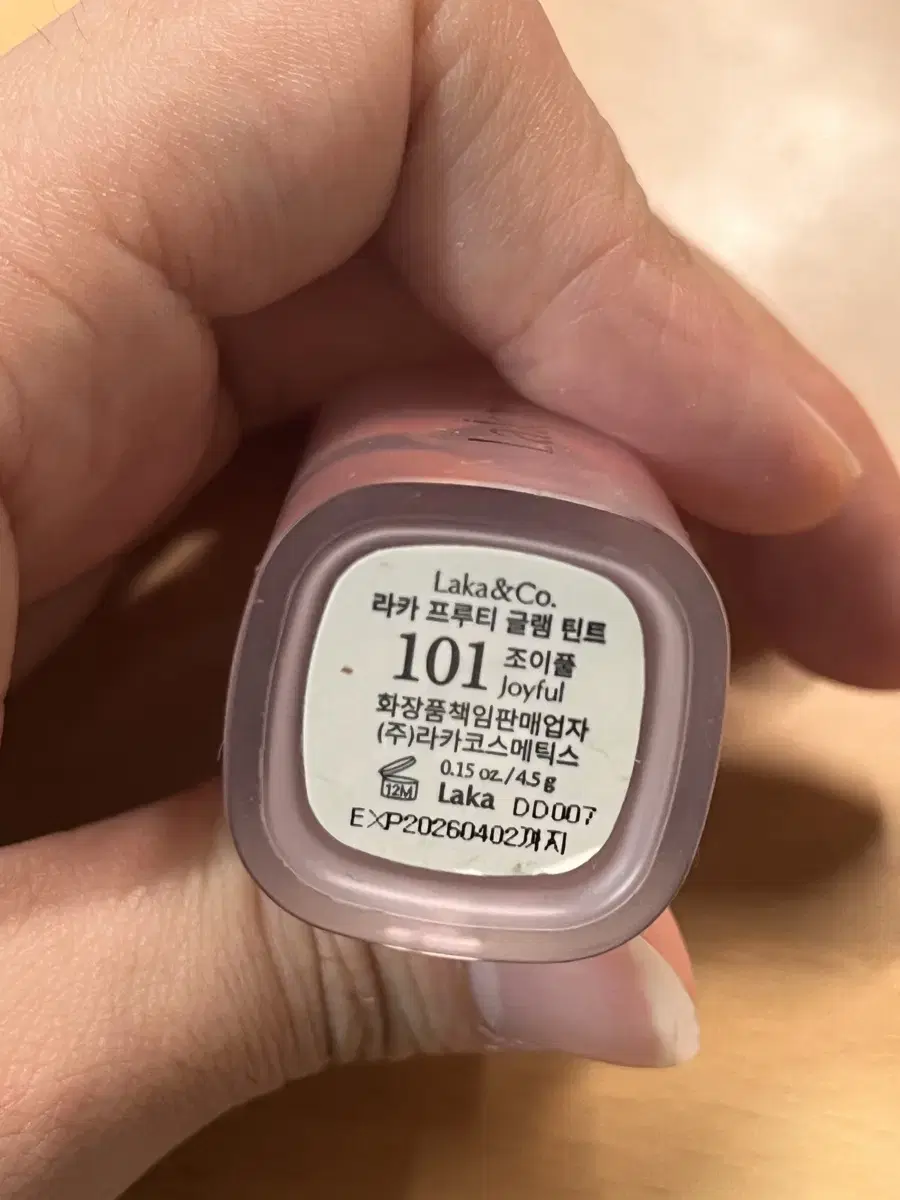 Laka
Laka&Co.
라카 프루티 글램 틴트
101 조이풀
Joyful
화장품책임판매업자
(주)라카코스메틱스
0.15 oz./4.5 g
12M Laka DD007
EXP20260402까지